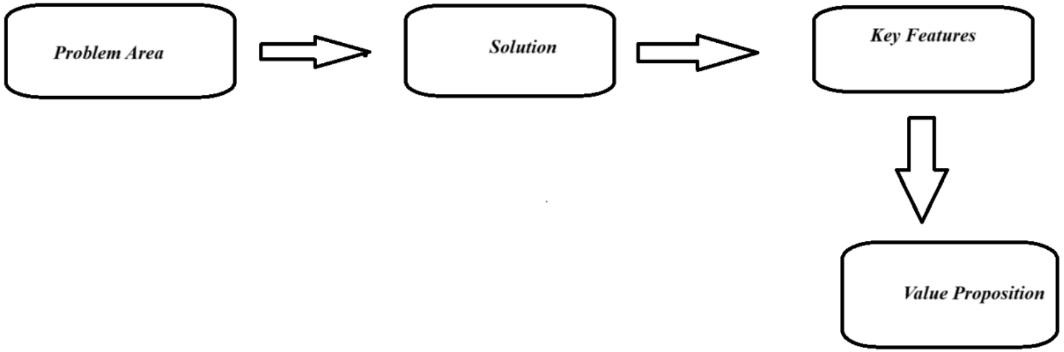 Problem Area
Solution
Key Features
Value Proposition